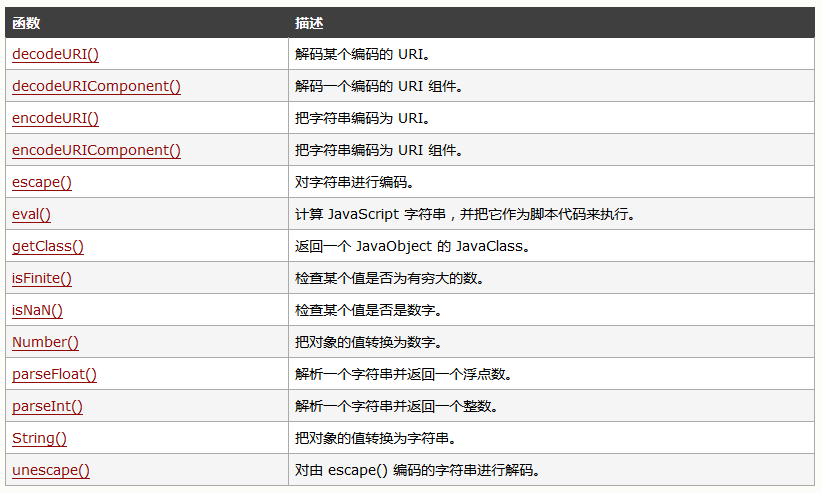 函数 描述
decodeURI() 解码某个编码的 URI。
decodeURIComponent() 解码一个编码的 URI 组件。
encodeURI() 把字符串编码为 URI。
encodeURIComponent() 把字符串编码为 URI 组件。
escape() 对字符串进行编码。
eval() 计算 JavaScript 字符串，并把它作为脚本代码来执行。
getClass() 返回一个 JavaObject 的 JavaClass。
isFinite() 检查某个值是否为有穷大的数。
isNaN() 检查某个值是否是数字。
Number() 把对象的值转换为数字。
parseFloat() 解析一个字符串并返回一个浮点数。
parseInt() 解析一个字符串并返回一个整数。
String() 把对象的值转换为字符串。
unescape() 对由 escape() 编码的字符串进行解码。